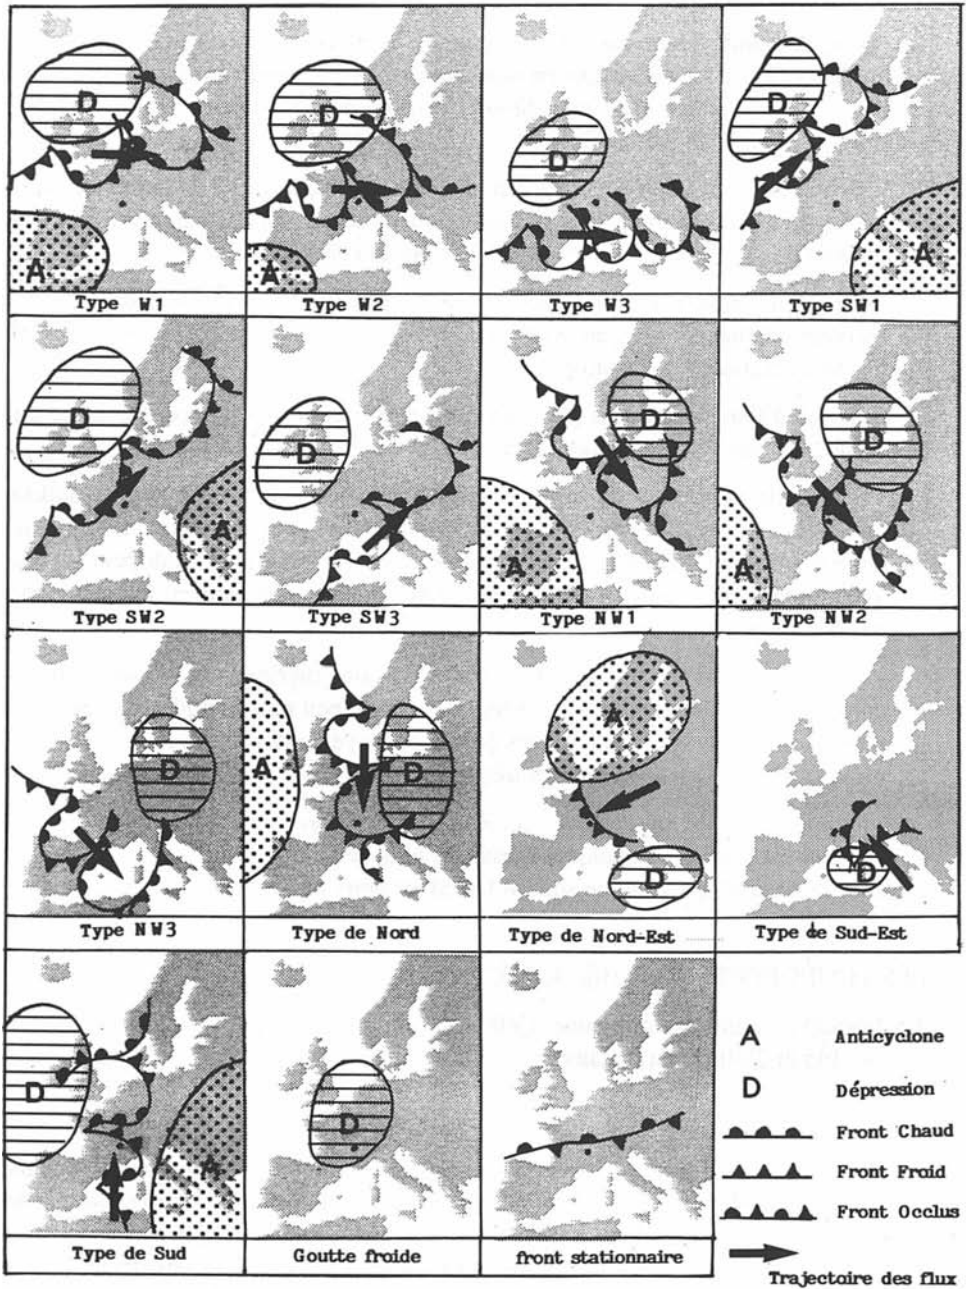 D
D
D
D
A
A
A
Type W1
Type W2
Type W3
Type SW1
D
D
D
D
A
A
A
Type SW2
Type SW3
Type NW1
Type NW2
D
A
D
A
D
D
Type NW3
Type de Nord
Type de Nord-Est
Type de Sud-Est
D
A
D
A Anticyclone
D Dépression
Front Chaud
Front Froid
Front Occlus
Type de Sud
Goutte froide
front stationnaire
Trajectoire des flux